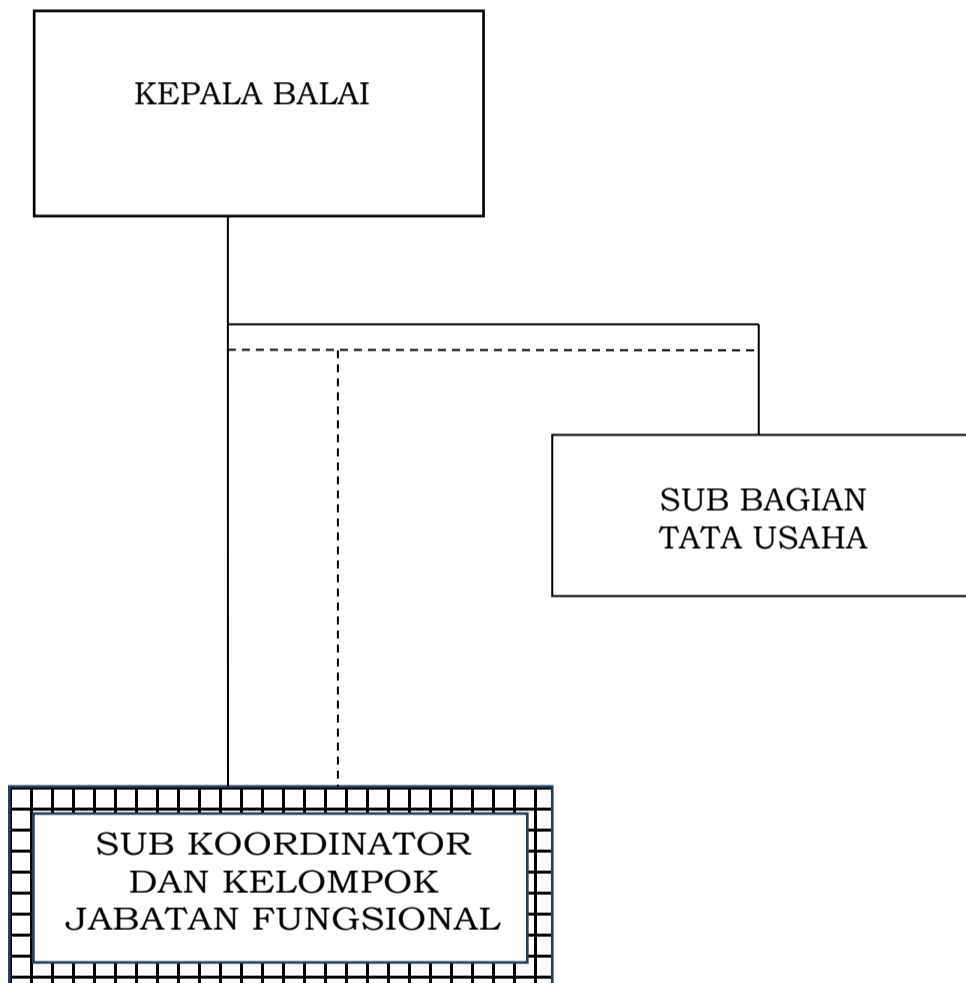 KEPALA BALAI
SUB BAGIAN
TATA USAHA
SUB KOORDINATOR
DAN KELOMPOK
JABATAN FUNGSIONAL